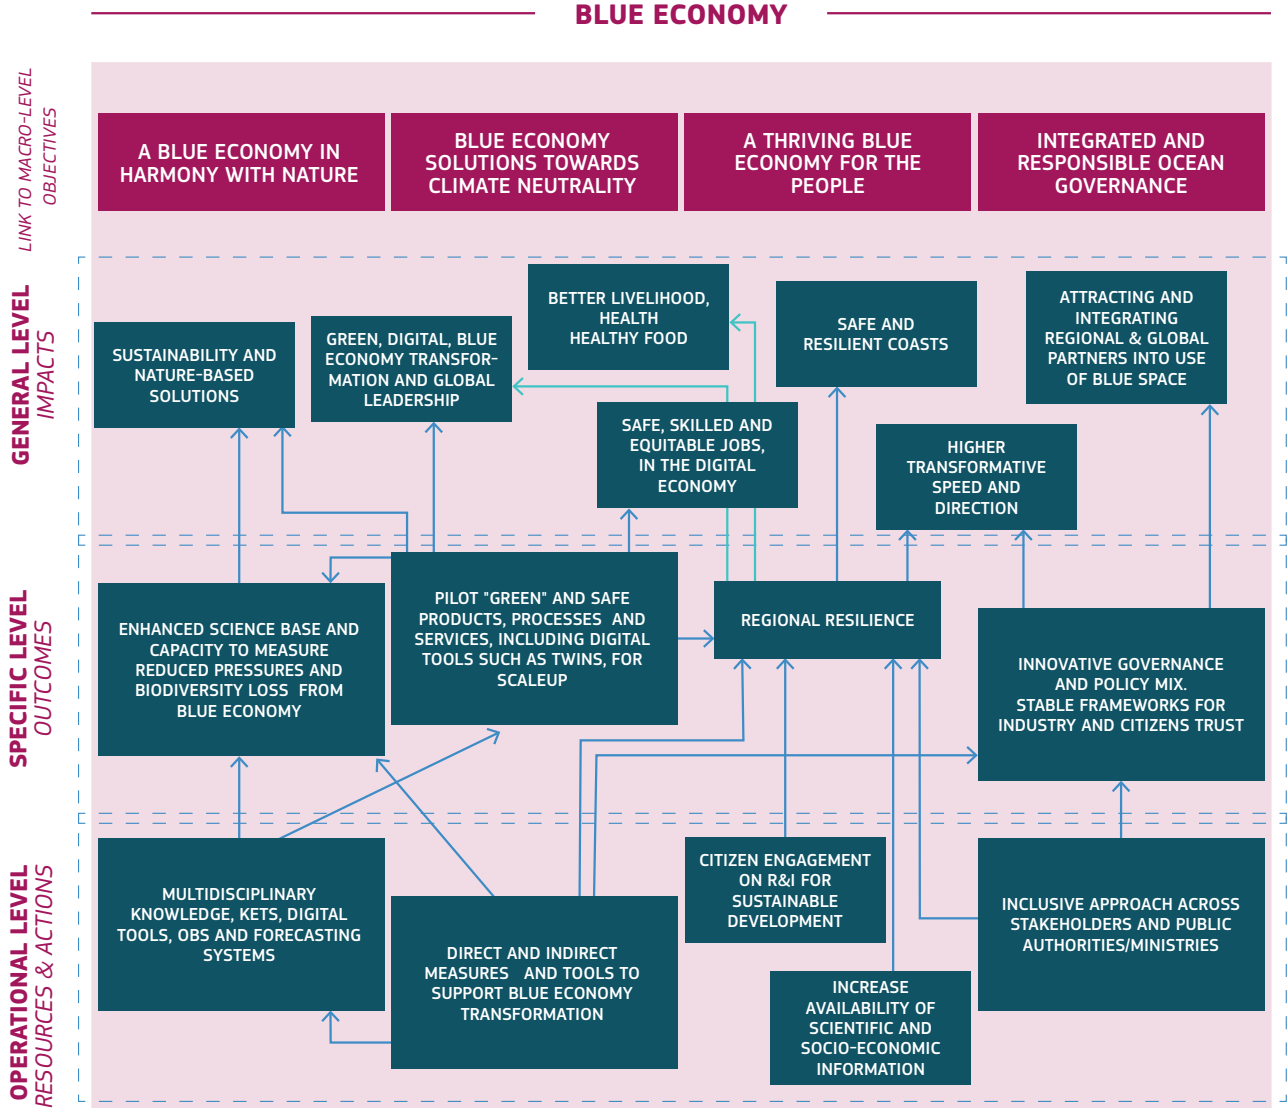 BLUE ECONOMY
LINK TO MACRO-LEVEL
OBJECTIVES
A BLUE ECONOMY IN
HARMONY WITH NATURE
BLUE ECONOMY
SOLUTIONS TOWARDS
CLIMATE NEUTRALITY
A THRIVING BLUE
ECONOMY FOR THE
PEOPLE
INTEGRATED AND
RESPONSIBLE OCEAN
GOVERNANCE
GENERAL LEVEL
IMPACTS
SUSTAINABILITY AND
NATURE-BASED
SOLUTIONS
GREEN, DIGITAL, BLUE
ECONOMY TRANSFOR-
MATION AND GLOBAL
LEADERSHIP
BETTER LIVELIHOOD,
HEALTH
HEALTHY FOOD
SAFE, SKILLED AND
EQUITABLE JOBS,
IN THE DIGITAL
ECONOMY
SAFE AND
RESILIENT COASTS
HIGHER
TRANSFORMATIVE
SPEED AND
DIRECTION
ATTRACTING AND
INTEGRATING
REGIONAL & GLOBAL
PARTNERS INTO USE
OF BLUE SPACE
SPECIFIC LEVEL
OUTCOMES
ENHANCED SCIENCE BASE AND
CAPACITY TO MEASURE
REDUCED PRESSURES AND
BIODIVERSITY LOSS FROM
BLUE ECONOMY
PILOT "GREEN" AND SAFE
PRODUCTS, PROCESSES AND
SERVICES, INCLUDING DIGITAL
TOOLS SUCH AS TWINS, FOR
SCALEUP
REGIONAL RESILIENCE
INNOVATIVE GOVERNANCE
AND POLICY MIX.
STABLE FRAMEWORKS FOR
INDUSTRY AND CITIZENS TRUST
OPERATIONAL LEVEL
RESOURCES & ACTIONS
MULTIDISCIPLINARY
KNOWLEDGE, KETS, DIGITAL
TOOLS, OBS AND FORECASTING
SYSTEMS
DIRECT AND INDIRECT
MEASURES AND TOOLS TO
SUPPORT BLUE ECONOMY
TRANSFORMATION
CITIZEN ENGAGEMENT
ON R&I FOR
SUSTAINABLE
DEVELOPMENT
INCREASE
AVAILABILITY OF
SCIENTIFIC AND
SOCIO-ECONOMIC
INFORMATION
INCLUSIVE APPROACH ACROSS
STAKEHOLDERS AND PUBLIC
AUTHORITIES/MINISTRIES